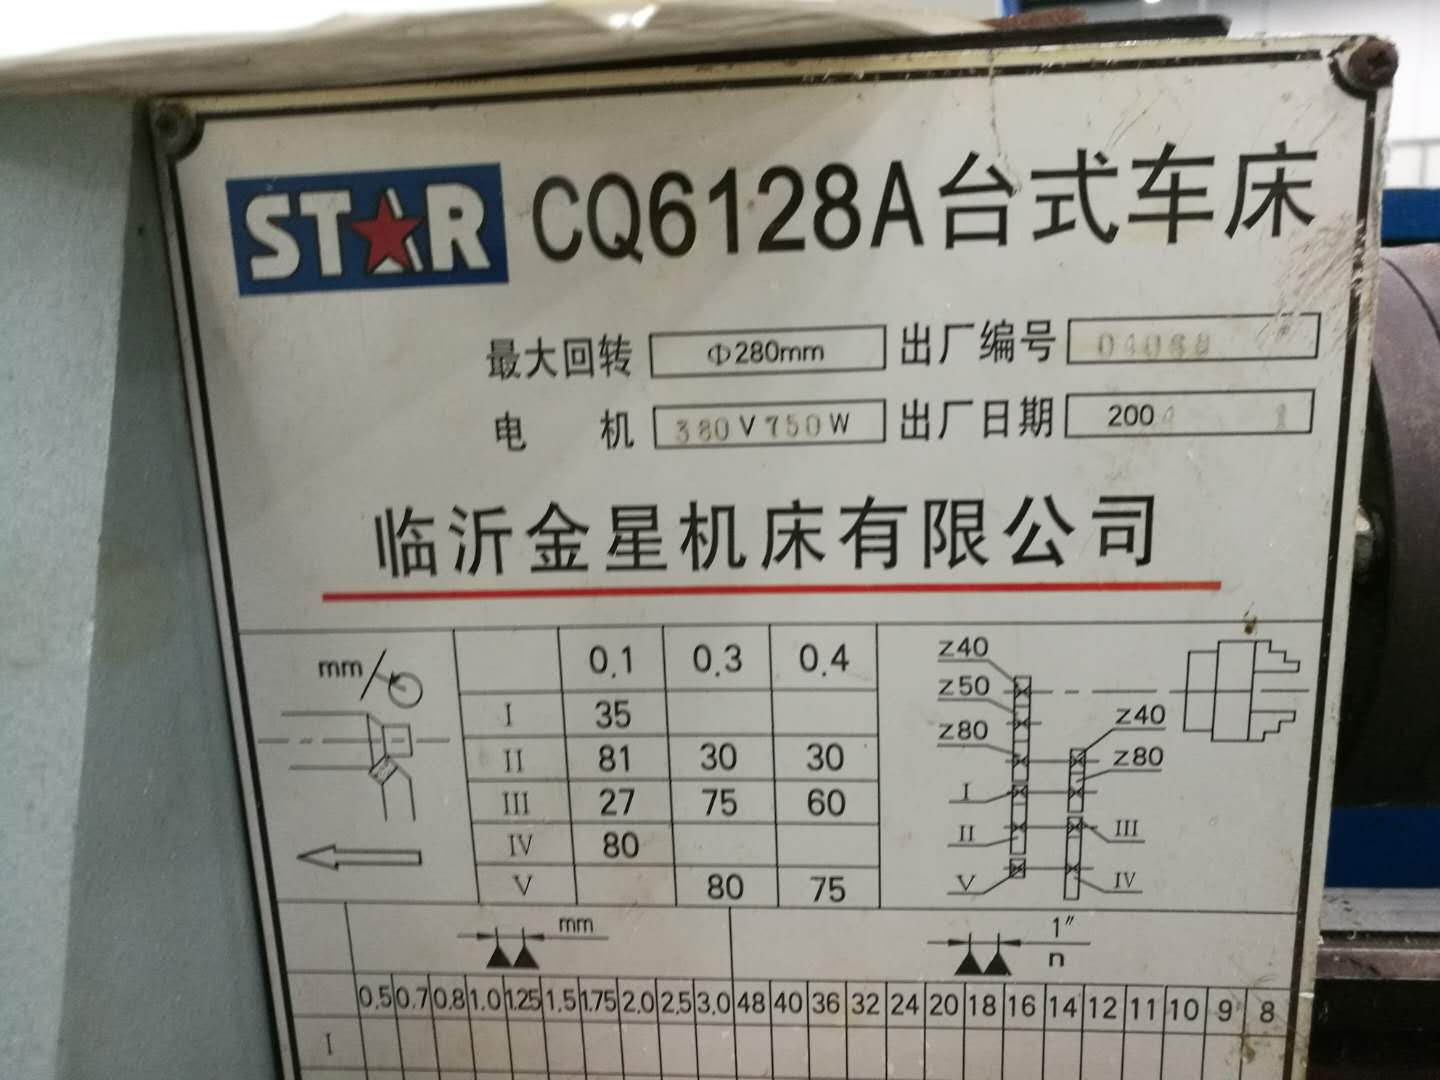 STAR CQ6128A台式车床
最大回转 Φ280mm 出厂编号
电 机 380V750W 出厂日期 2004 1
临沂金星机床有限公司
mm 0.1 0.3 0.4
I 35
II 81 30 30
III 27 75 60
IV 80
V 80 75
Z40
Z50
Z80 Z40
Z80
I
II III
V IV
mm 1" n
0.5 0.7 0.8 1.0 1.25 1.5 1.75 2.0 2.5 3.0 48 40 36 32 24 20 18 16 14 12 11 10 9 8
I